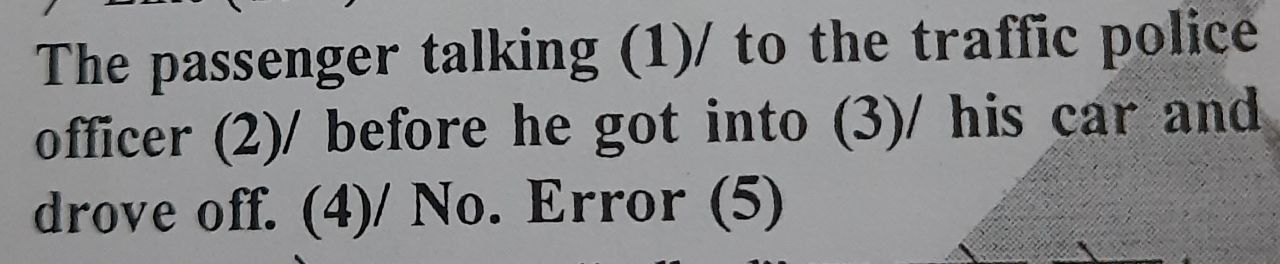 The passenger talking (1)/ to the traffic police
officer (2)/ before he got into (3)/ his car and
drove off. (4)/ No. Error (5)